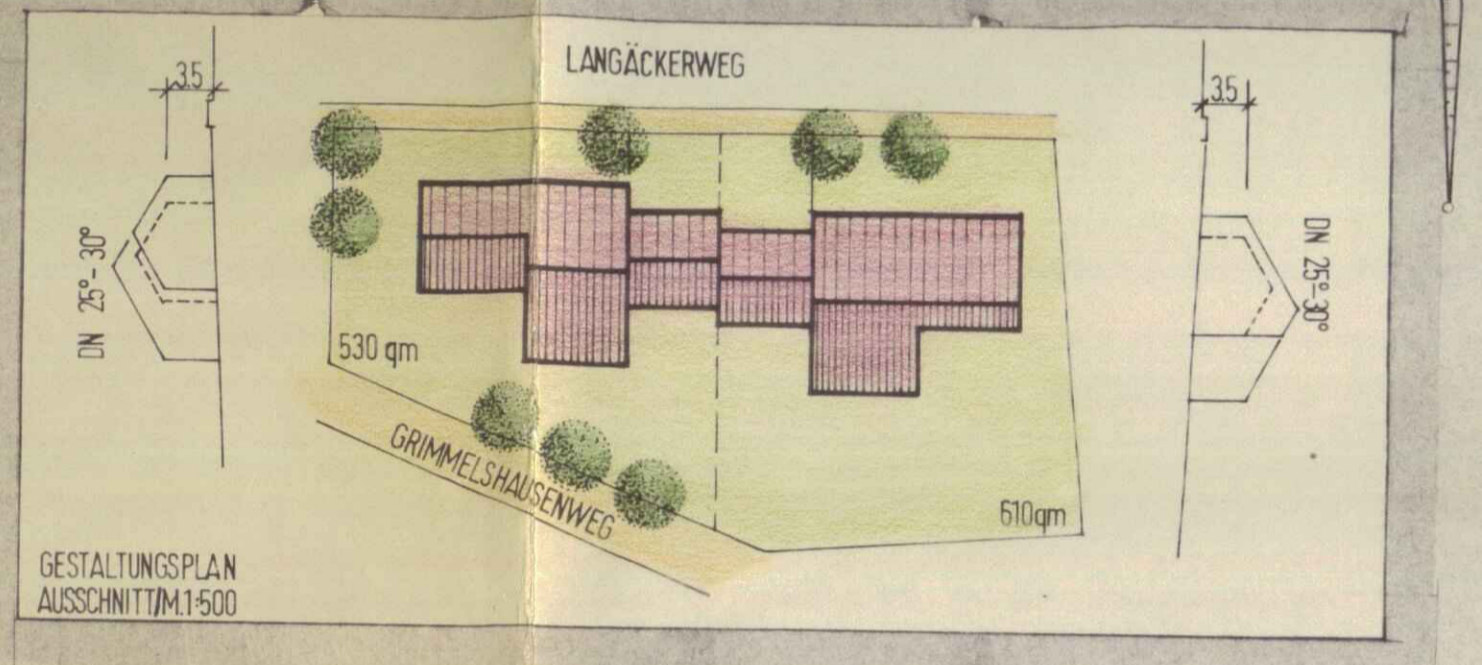 LANGÄCKERWEG
3.5
3.5
DN 25°-30°
DN 25°-30°
530 qm
GRIMMELSHAUSENWEG
610qm
GESTALTUNGSPLAN
AUSSCHNITT/M.1:500